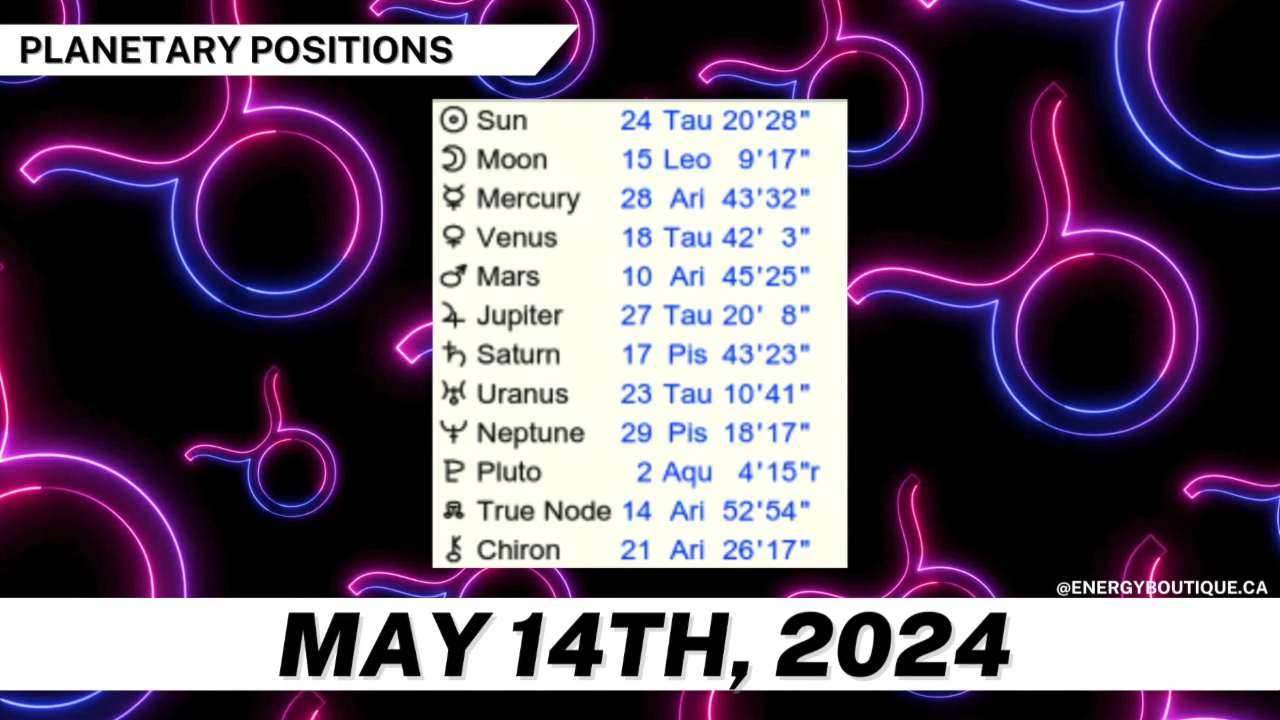 PLANETARY POSITIONS
Sun 24 Tau 20'28"
Moon 15 Leo 9'17"
Mercury 28 Ari 43'32"
Venus 18 Tau 42' 3"
Mars 10 Ari 45'25"
Jupiter 27 Tau 20' 8"
Saturn 17 Pis 43'23"
Uranus 23 Tau 10'41"
Neptune 29 Pis 18'17"
Pluto 2 Aqu 4'15"r
True Node 14 Ari 52'54"
Chiron 21 Ari 26'17"
@ENERGYBOUTIQUE.CA
MAY 14TH, 2024